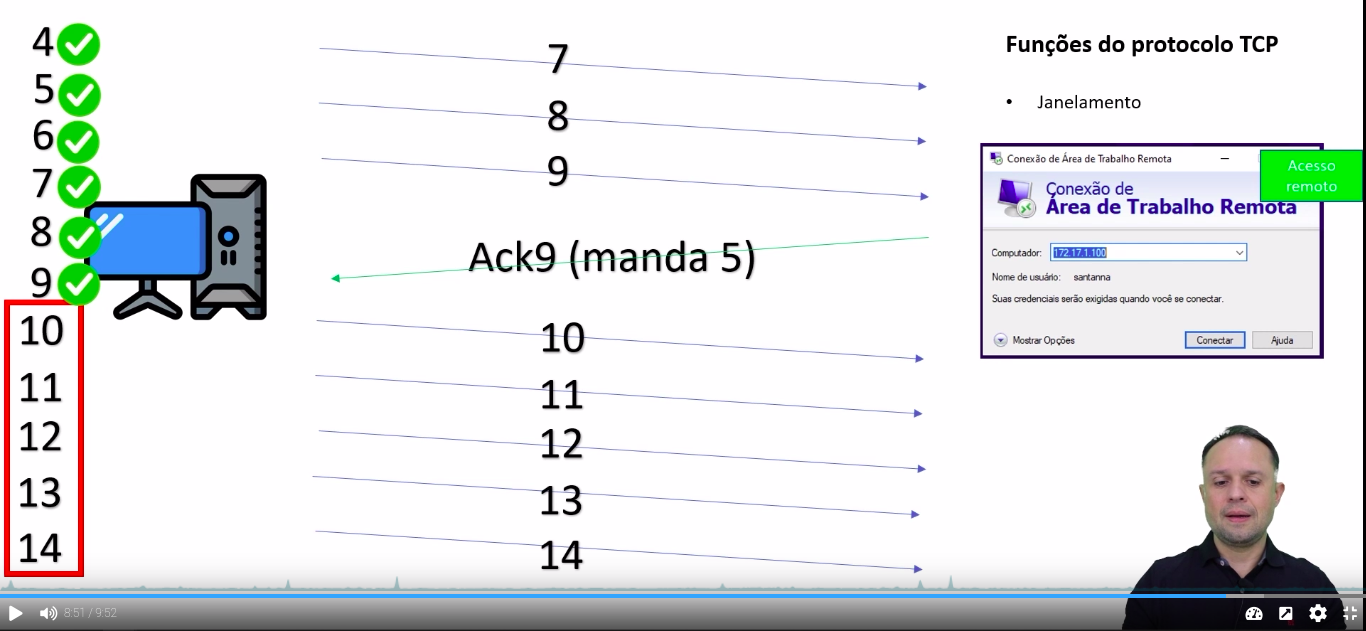 4
5
6
7
8
9
10
11
12
13
14
7
8
9
Ack9 (manda 5)
10
11
12
13
14
Funções do protocolo TCP
• Janelamento
Conexão de Área de Trabalho Remota
Acesso
remoto
Conexão de
Área de Trabalho Remota
Computador: 172.17.1.100
Nome de usuário: santanna
Suas credenciais serão exigidas quando você se conectar.
Mostrar Opções
Conectar
Ajuda
8:51 / 9:52